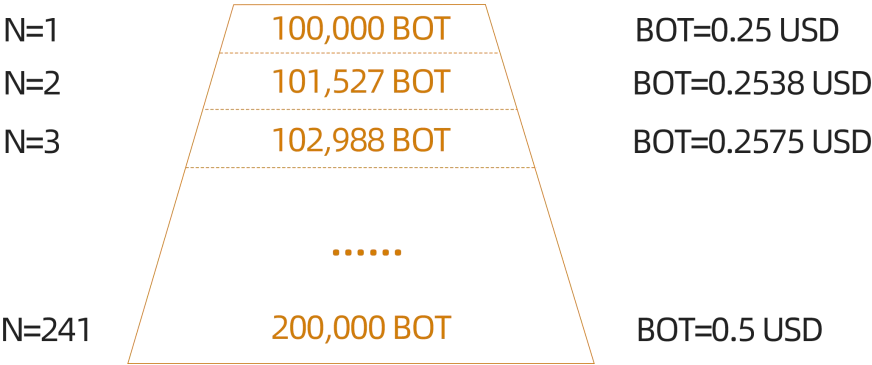 N=1 100,000 BOT BOT=0.25 USD
N=2 101,527 BOT BOT=0.2538 USD
N=3 102,988 BOT BOT=0.2575 USD
......
N=241 200,000 BOT BOT=0.5 USD